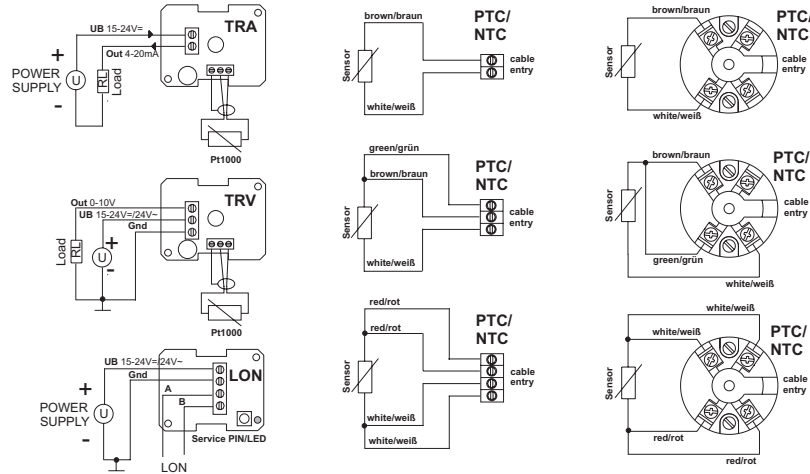 UB 15-24V=
Out 4-20mA
TRA
+
POWER
SUPPLY
U
-
RL
Load
Pt1000
brown/braun
PTC/
NTC
Sensor
cable
entry
white/weiß
brown/braun
PTC/
NTC
Sensor
cable
entry
white/weiß
Out 0-10V
UB 15-24V=/24V~
Gnd
TRV
Load
RL
+
U
-
Pt1000
green/grün
brown/braun
PTC/
NTC
Sensor
cable
entry
white/weiß
brown/braun
PTC/
NTC
Sensor
cable
entry
green/grün
white/weiß
UB 15-24V=/24V~
Gnd
LON
A
B
+
POWER
SUPPLY
U
-
Service PIN/LED
LON
red/rot
red/rot
PTC/
NTC
Sensor
cable
entry
white/weiß
white/weiß
white/weiß
white/weiß
PTC/
NTC
Sensor
cable
entry
red/rot
red/rot